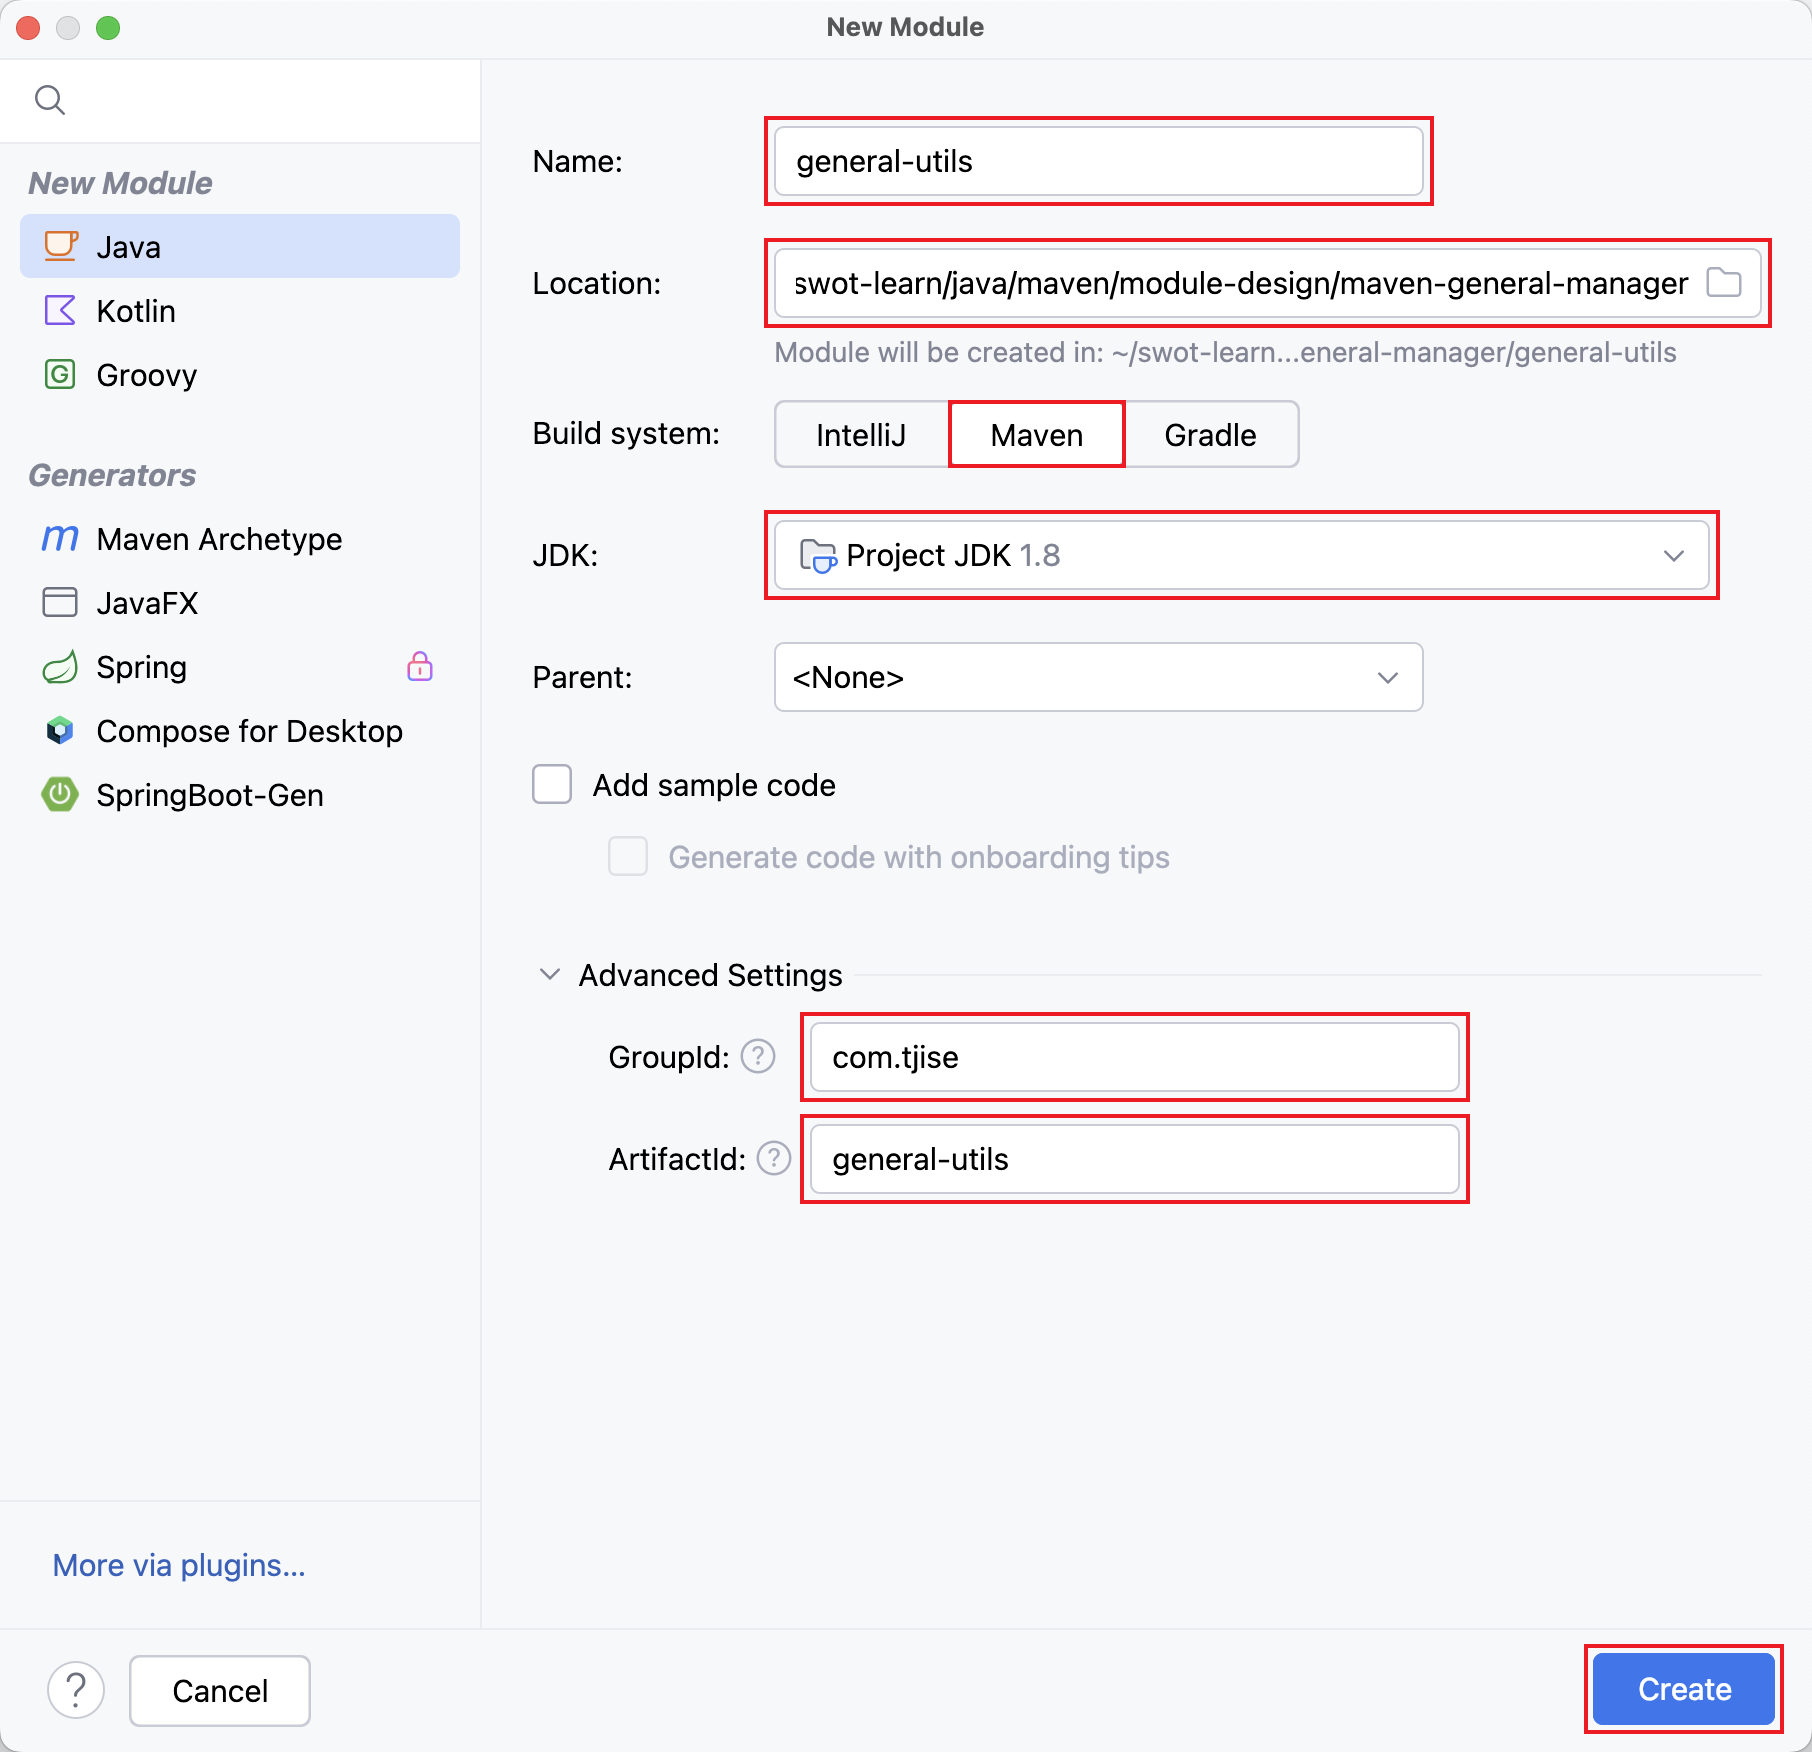 New Module
New Module
Java
Kotlin
G Groovy
Generators
m Maven Archetype
JavaFX
Spring
Compose for Desktop
SpringBoot-Gen
More via plugins...
Name: general-utils
Location: swot-learn/java/maven/module-design/maven-general-manager
Module will be created in: ~/swot-learn...eneral-manager/general-utils
Build system: IntelliJ Maven Gradle
JDK: Project JDK 1.8
Parent: <None>
Add sample code
Generate code with onboarding tips
Advanced Settings
GroupId: ? com.tjise
ArtifactId: ? general-utils
? Cancel Create